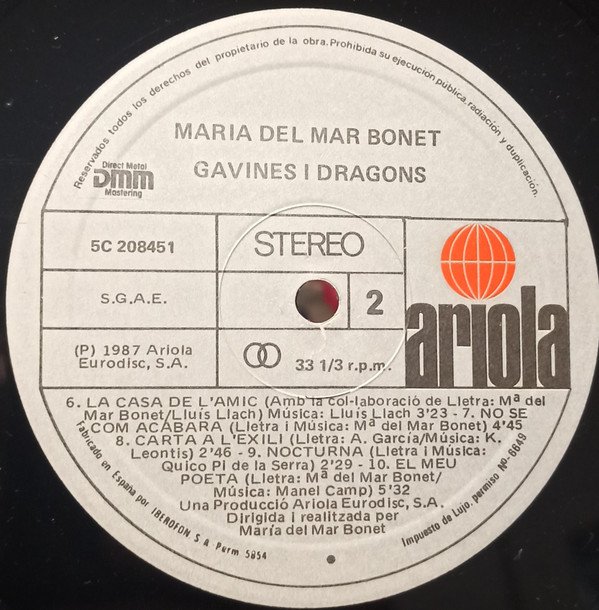 Reservados todos los derechos del propietario de la obra. Prohibida su ejecución pública, radiación y duplicación.
MARIA DEL MAR BONET
GAVINES I DRAGONS
Direct Metal
DMM
Mastering
5C 208451
STEREO
S.G.A.E.
2
ariola
(P) 1987 Ariola
Eurodisc, S.A.
33 1/3 r.p.m.
6. LA CASA DE L'AMIC (Amb la col-laboració de Lletra: Mª del
Mar Bonet/Lluís Llach) Música: Lluís Llach 3'23 - 7. NO SE
COM ACABARA (Lletra i Música: Mª del Mar Bonet) 4'45
8. CARTA A L'EXILI (Lletra: A. García/Música: K.
Leontis) 2'46 - 9. NOCTURNA (Lletra i Música:
Quico PI de la Serra) 2'29 - 10. EL MEU
POETA (Lletra: Mª del Mar Bonet/
Música: Manel Camp) 5'32
Una Producció Ariola Eurodisc, S.A.
Dirigida i realitzada per
María del Mar Bonet
Fabricado en España por IBEROFON S A Perm 5854
Impuesto de Lujo, permiso No. 6649